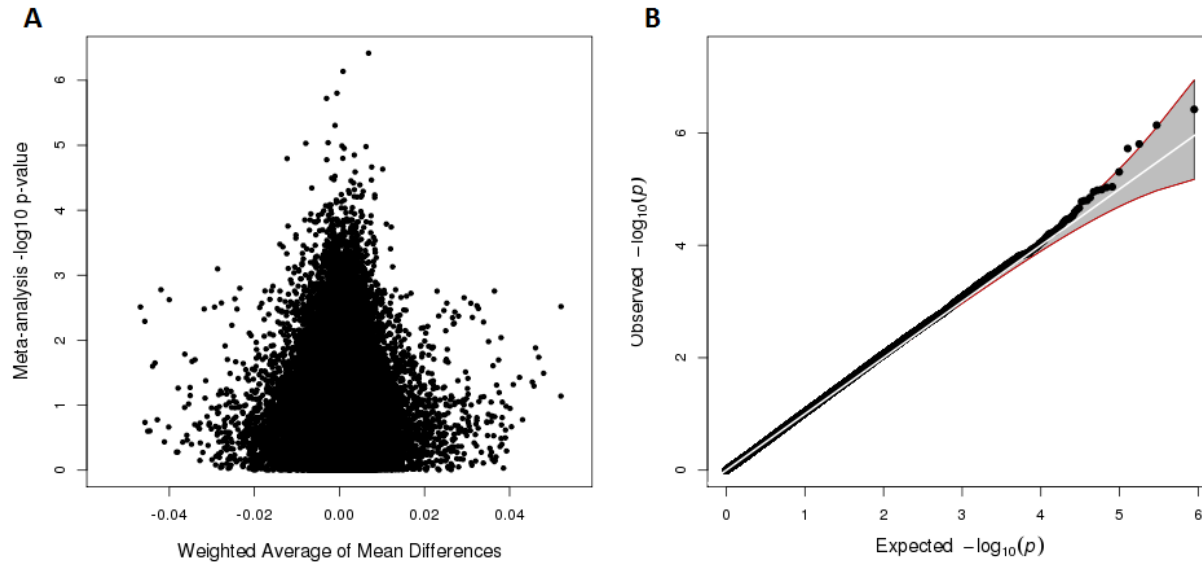 A
Meta-analysis -log10 p-value
6
5
4
3
2
1
0
-0.04 -0.02 0.00 0.02 0.04
Weighted Average of Mean Differences
B
Observed −log10(p)
6
4
2
0
0 1 2 3 4 5 6
Expected −log10(p)